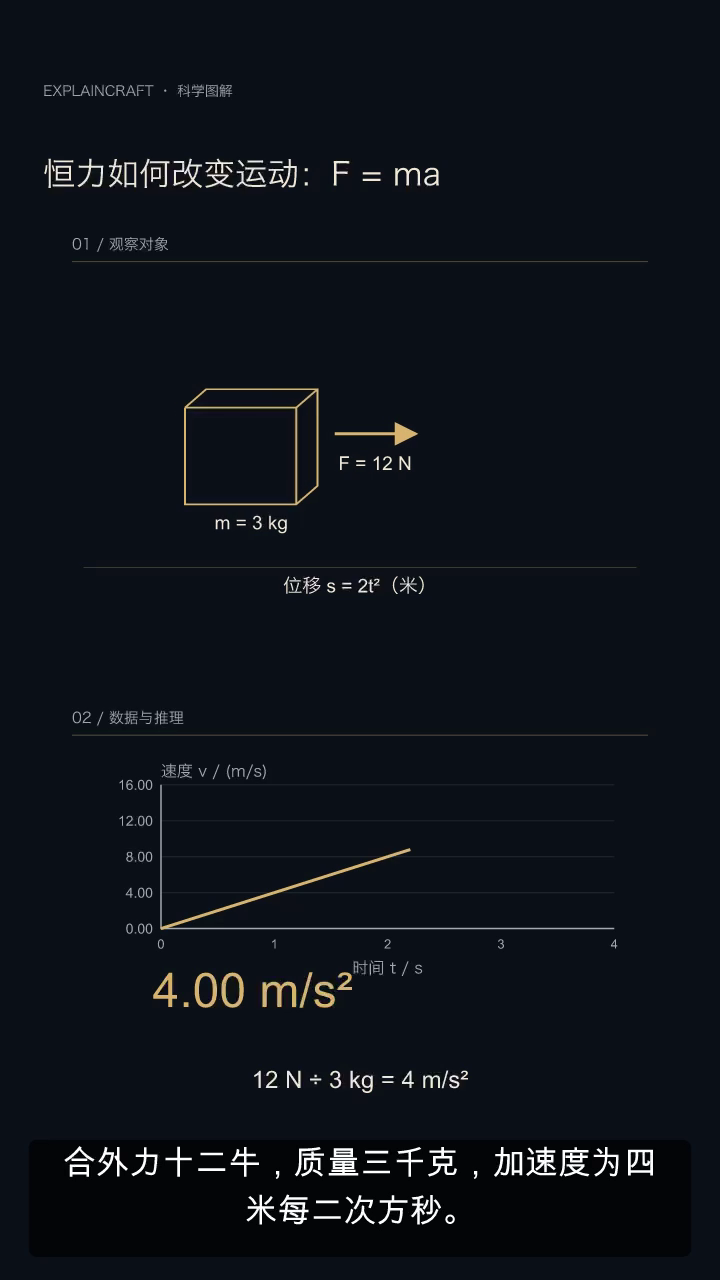 EXPLAINCRAFT · 科学图解
恒力如何改变运动：F = ma
01 / 观察对象
F = 12 N
m = 3 kg
位移 s = 2t²（米）
02 / 数据与推理
速度 v / (m/s)
16.00
12.00
8.00
4.00
0.00
0 1 2 3 4
时间 t / s
4.00 m/s²
12 N ÷ 3 kg = 4 m/s²
合外力十二牛，质量三千克，加速度为四
米每二次方秒。